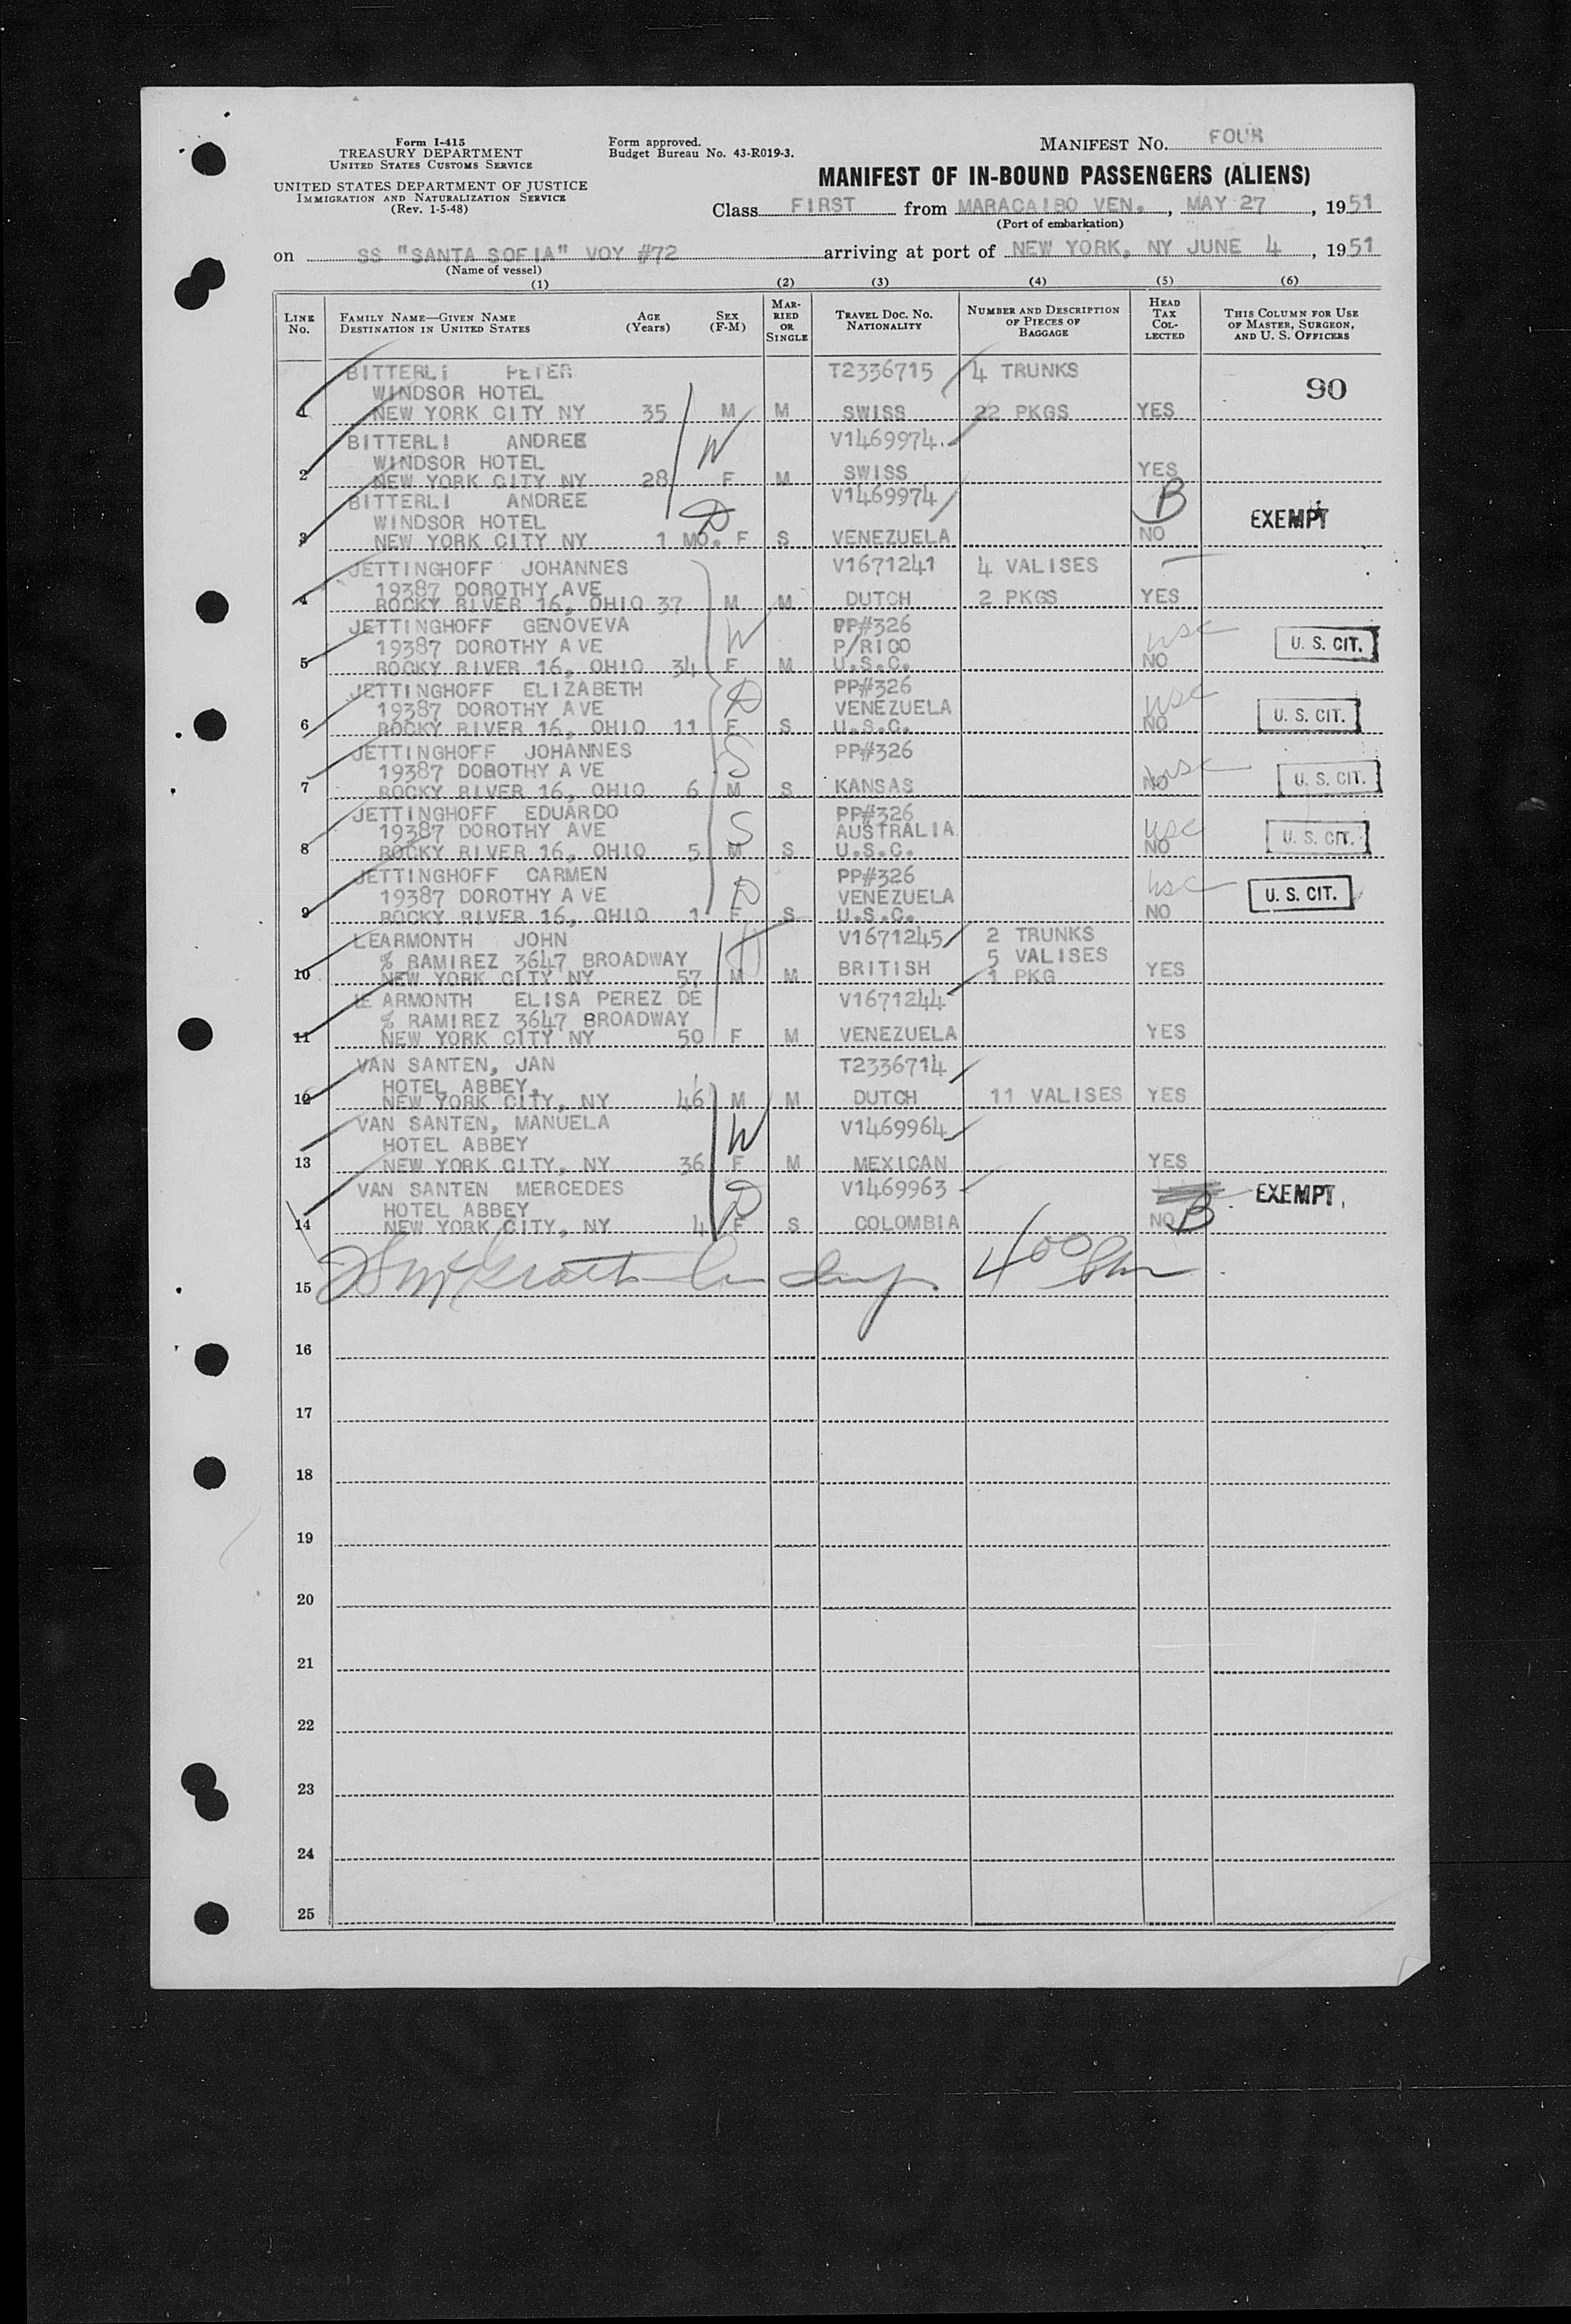 Form I-415
TREASURY DEPARTMENT
UNITED STATES CUSTOMS SERVICE
UNITED STATES DEPARTMENT OF JUSTICE
IMMIGRATION AND NATURALIZATION SERVICE
(Rev. 1-5-48)
Form approved.
Budget Bureau No. 43-R019-3.
MANIFEST NO. FOUR
MANIFEST OF IN-BOUND PASSENGERS (ALIENS)
Class FIRST from MARACAIBO VEN., MAY 27, 1951
(Port of embarkation)
on SS "SANTA SOFIA" VOY #72 arriving at port of NEW YORK, NY JUNE 4, 1951
(Name of vessel)
(1) (2) (3) (4) (5) (6)
LINE No. FAMILY NAME—GIVEN NAME DESTINATION IN UNITED STATES AGE (Years) SEX (F-M) MARRIED OR SINGLE TRAVEL DOC. NO. NATIONALITY NUMBER AND DESCRIPTION OF PIECES OF BAGGAGE HEAD TAX COLLECTED THIS COLUMN FOR USE OF MASTER, SURGEON, AND U. S. OFFICERS
BITTERLI PETER T2336715 4 TRUNKS
WINDSOR HOTEL 90
1 NEW YORK CITY NY 35 M M SWISS 22 PKGS YES
BITTERLI ANDREE W V1469974
WINDSOR HOTEL
2 NEW YORK CITY NY 28 F M SWISS YES
BITTERLI ANDREE D V1469974 B
WINDSOR HOTEL EXEMPT
3 NEW YORK CITY NY 1 MO. F S VENEZUELA NO
JETTINGHOFF JOHANNES V1671241 4 VALISES
19387 DOROTHY AVE
4 ROCKY RIVER 16, OHIO 37 M M DUTCH 2 PKGS YES
JETTINGHOFF GENOVEVA PP#326
19387 DOROTHY AVE W P/RICO usc U. S. CIT.
5 ROCKY RIVER 16, OHIO 34 F M U.S.C. NO
JETTINGHOFF ELIZABETH PP#326
19387 DOROTHY AVE D VENEZUELA usc U. S. CIT.
6 ROCKY RIVER 16, OHIO 11 F S U.S.C. NO
JETTINGHOFF JOHANNES PP#326
19387 DOROTHY AVE S usc U. S. CIT.
7 ROCKY RIVER 16, OHIO 6 M S KANSAS NO
JETTINGHOFF EDUARDO PP#326
19387 DOROTHY AVE S AUSTRALIA usc U. S. CIT.
8 ROCKY RIVER 16, OHIO 5 M S U.S.C. NO
JETTINGHOFF CARMEN PP#326
19387 DOROTHY AVE D VENEZUELA usc U. S. CIT.
9 ROCKY RIVER 16, OHIO 1 F S U.S.C. NO
LEARMONTH JOHN V1671245 2 TRUNKS
% RAMIREZ 3647 BROADWAY 5 VALISES
10 NEW YORK CITY NY 57 M M BRITISH 1 PKG YES
LE ARMONTH ELISA PEREZ DE V1671244
% RAMIREZ 3647 BROADWAY
11 NEW YORK CITY NY 50 F M VENEZUELA YES
VAN SANTEN, JAN T2336714
HOTEL ABBEY,
12 NEW YORK CITY, NY 46 M M DUTCH 11 VALISES YES
VAN SANTEN, MANUELA V1469964
HOTEL ABBEY W
13 NEW YORK CITY, NY 36 F M MEXICAN YES
VAN SANTEN MERCEDES V1469963 EXEMPT
HOTEL ABBEY D B
14 NEW YORK CITY, NY 4 F S COLOMBIA NO
15
16
17
18
19
20
21
22
23
24
25